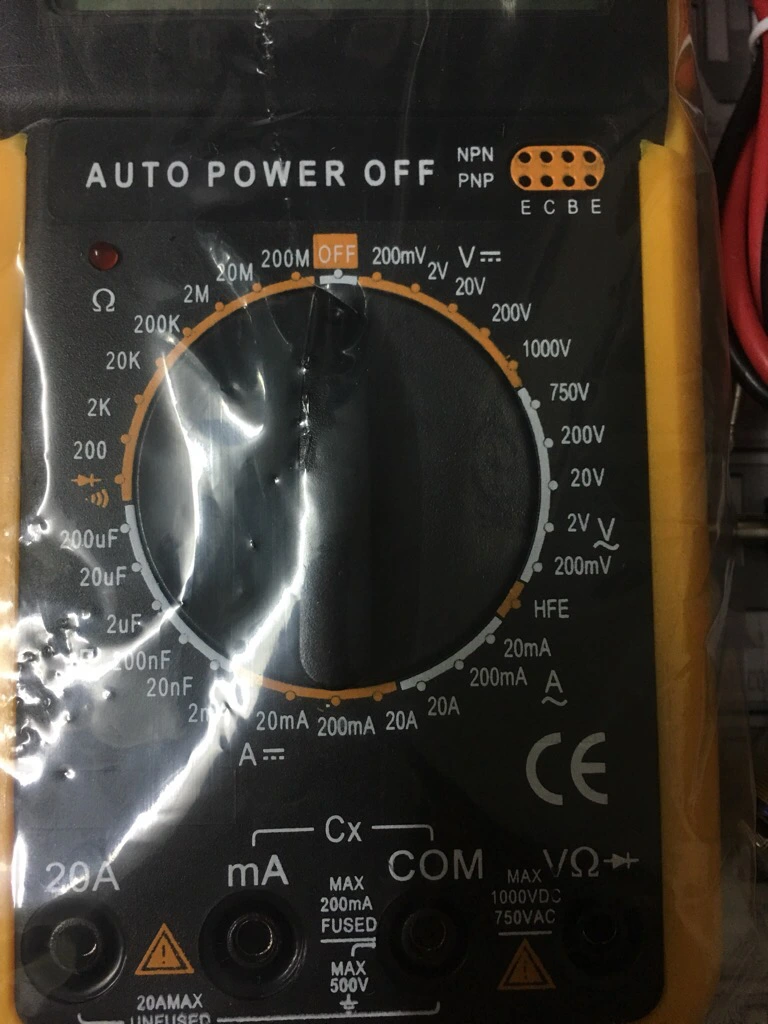 AUTO POWER OFF
NPN
PNP
E C B E
OFF
200mV
2V
V
20V
200V
1000V
750V
200V
20V
2V
V
200mV
HFE
20mA
200mA
A
20A
20A
200mA
20mA
A
20nF
2uF
20uF
200uF
200
2K
20K
200K
2M
20M
200M
Ω
CE
Cx
20A
mA
COM
VΩ
MAX
200mA
FUSED
MAX
500V
MAX
1000VDC
750VAC
20AMAX
UNFUSED